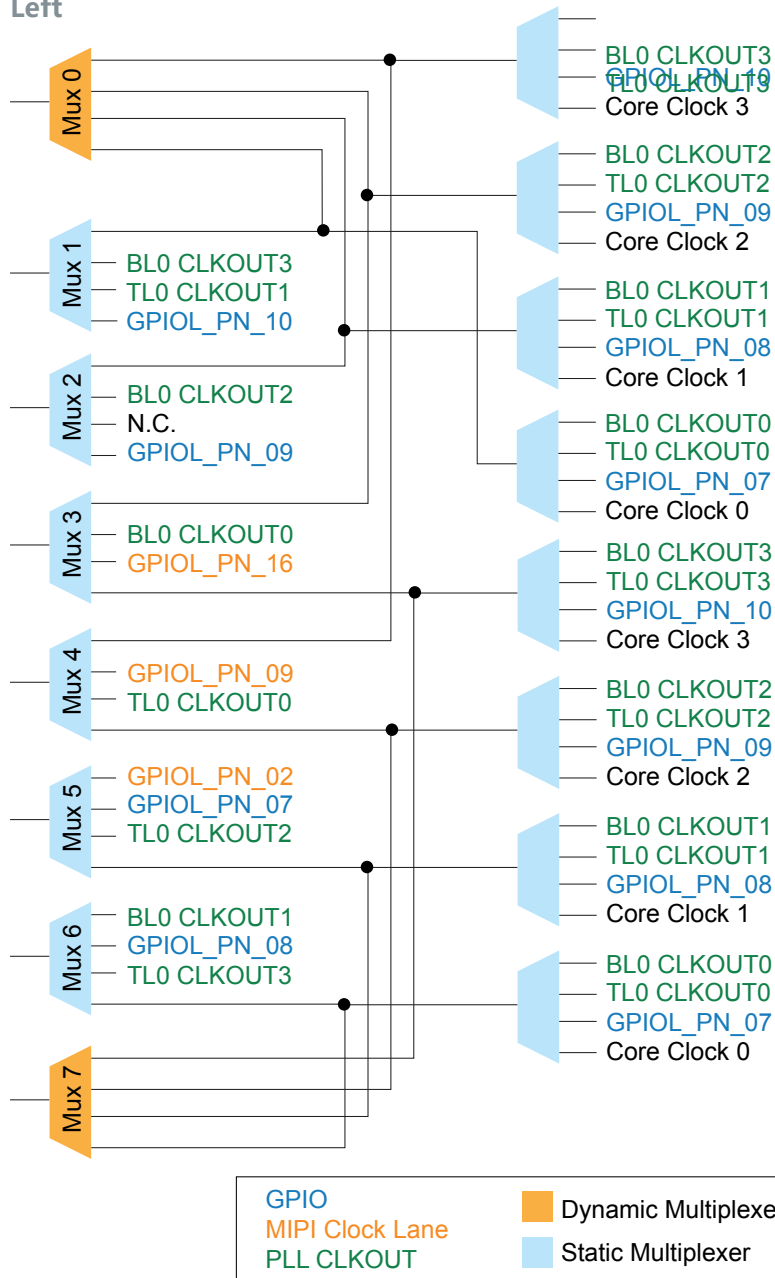 Left
Mux 0
BL0 CLKOUT3
GPIOL_PN_10
TL0 CLKOUT3
Core Clock 3
BL0 CLKOUT2
TL0 CLKOUT2
GPIOL_PN_09
Core Clock 2
Mux 1
BL0 CLKOUT3
TL0 CLKOUT1
GPIOL_PN_10
BL0 CLKOUT1
TL0 CLKOUT1
GPIOL_PN_08
Core Clock 1
Mux 2
BL0 CLKOUT2
N.C.
GPIOL_PN_09
BL0 CLKOUT0
TL0 CLKOUT0
GPIOL_PN_07
Core Clock 0
Mux 3
BL0 CLKOUT0
GPIOL_PN_16
BL0 CLKOUT3
TL0 CLKOUT3
GPIOL_PN_10
Core Clock 3
Mux 4
GPIOL_PN_09
TL0 CLKOUT0
BL0 CLKOUT2
TL0 CLKOUT2
GPIOL_PN_09
Core Clock 2
Mux 5
GPIOL_PN_02
GPIOL_PN_07
TL0 CLKOUT2
BL0 CLKOUT1
TL0 CLKOUT1
GPIOL_PN_08
Core Clock 1
Mux 6
BL0 CLKOUT1
GPIOL_PN_08
TL0 CLKOUT3
BL0 CLKOUT0
TL0 CLKOUT0
GPIOL_PN_07
Core Clock 0
Mux 7
GPIO
MIPI Clock Lane
PLL CLKOUT
Dynamic Multiplexe
Static Multiplexer